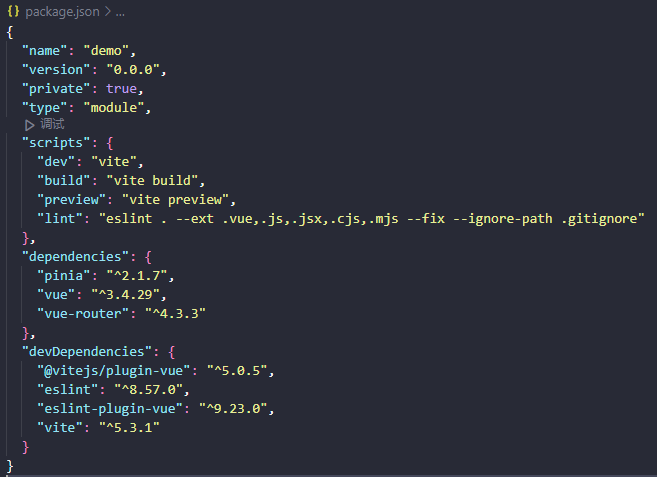 {} package.json > ...
{
"name": "demo",
"version": "0.0.0",
"private": true,
"type": "module",
调试
"scripts": {
"dev": "vite",
"build": "vite build",
"preview": "vite preview",
"lint": "eslint . --ext .vue,.js,.jsx,.cjs,.mjs --fix --ignore-path .gitignore"
},
"dependencies": {
"pinia": "^2.1.7",
"vue": "^3.4.29",
"vue-router": "^4.3.3"
},
"devDependencies": {
"@vitejs/plugin-vue": "^5.0.5",
"eslint": "^8.57.0",
"eslint-plugin-vue": "^9.23.0",
"vite": "^5.3.1"
}
}